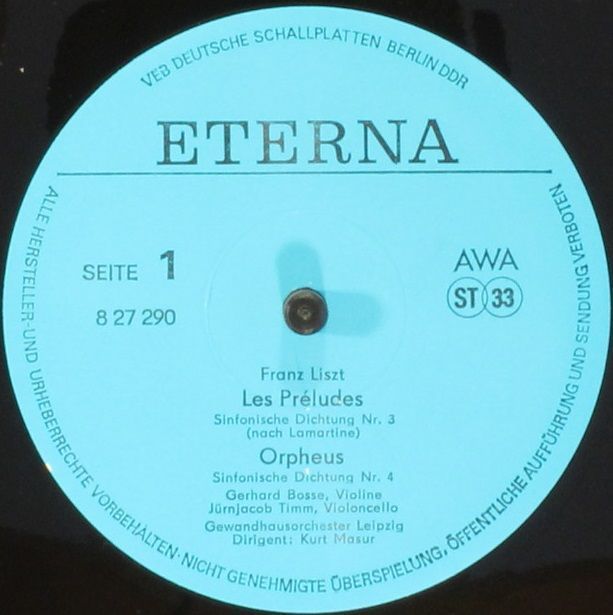 VEB DEUTSCHE SCHALLPLATTEN BERLIN DDR
ETERNA
SEITE 1
8 27 290
AWA
ST 33
Franz Liszt
Les Préludes
Sinfonische Dichtung Nr. 3
(nach Lamartine)
Orpheus
Sinfonische Dichtung Nr. 4
Gerhard Bosse, Violine
Jürnjacob Timm, Violoncello
Gewandhausorchester Leipzig
Dirigent: Kurt Masur
ALLE HERSTELLER-UND URHEBERRECHTE VORBEHALTEN·NICHT GENEHMIGTE ÜBERSPIELUNG, ÖFFENTLICHE AUFFÜHRUNG UND SENDUNG VERBOTEN